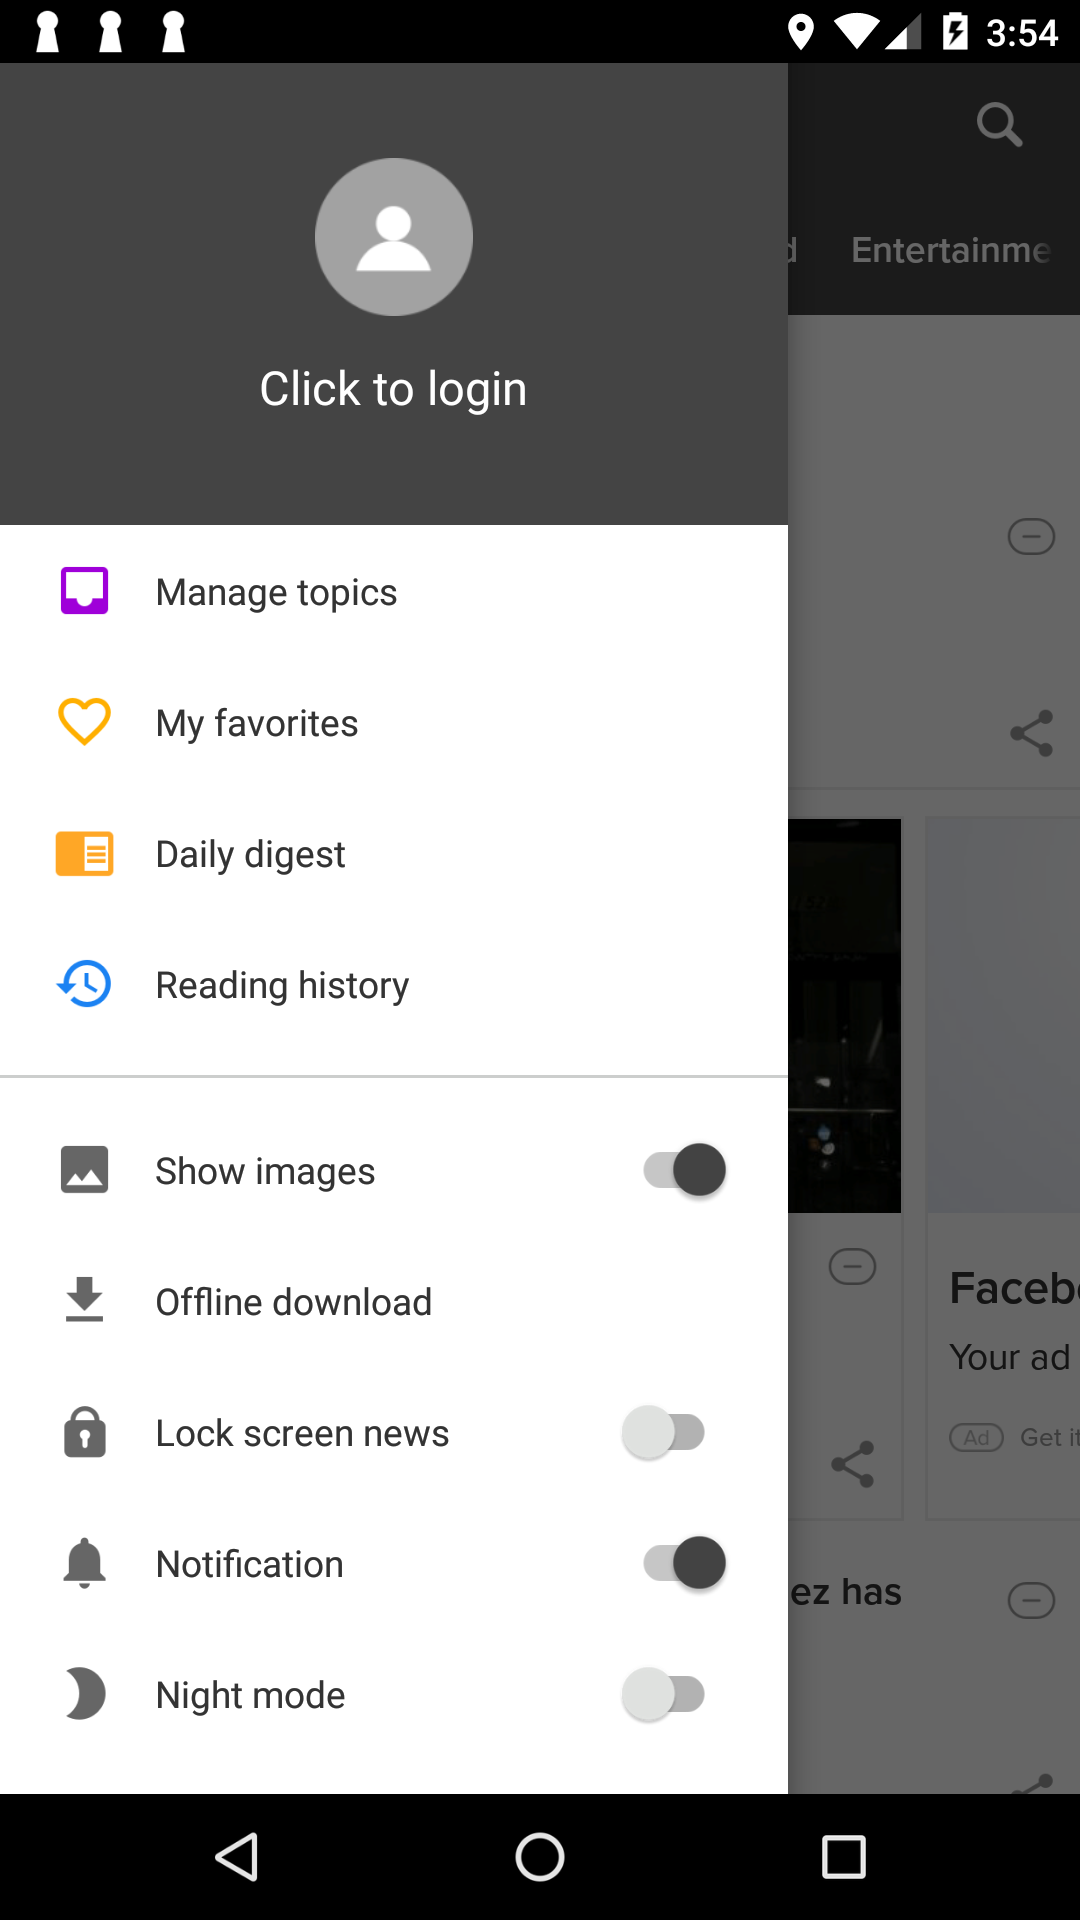 3:54
d Entertainme
Click to login
Manage topics
My favorites
Daily digest
Reading history
Show images
Offline download
Lock screen news
Notification
Night mode
Faceb
Your ad
Ad Get it
ez has